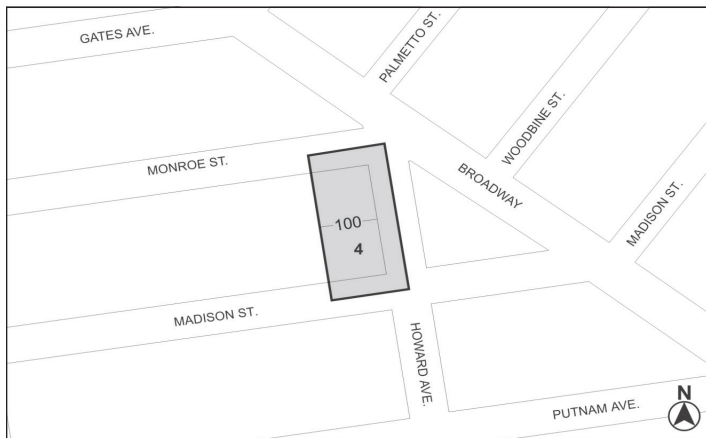 GATES AVE.
PALMETTO ST.
MONROE ST.
WOODBINE ST.
BROADWAY
100
MADISON ST.
4
MADISON ST.
HOWARD AVE.
PUTNAM AVE.
N